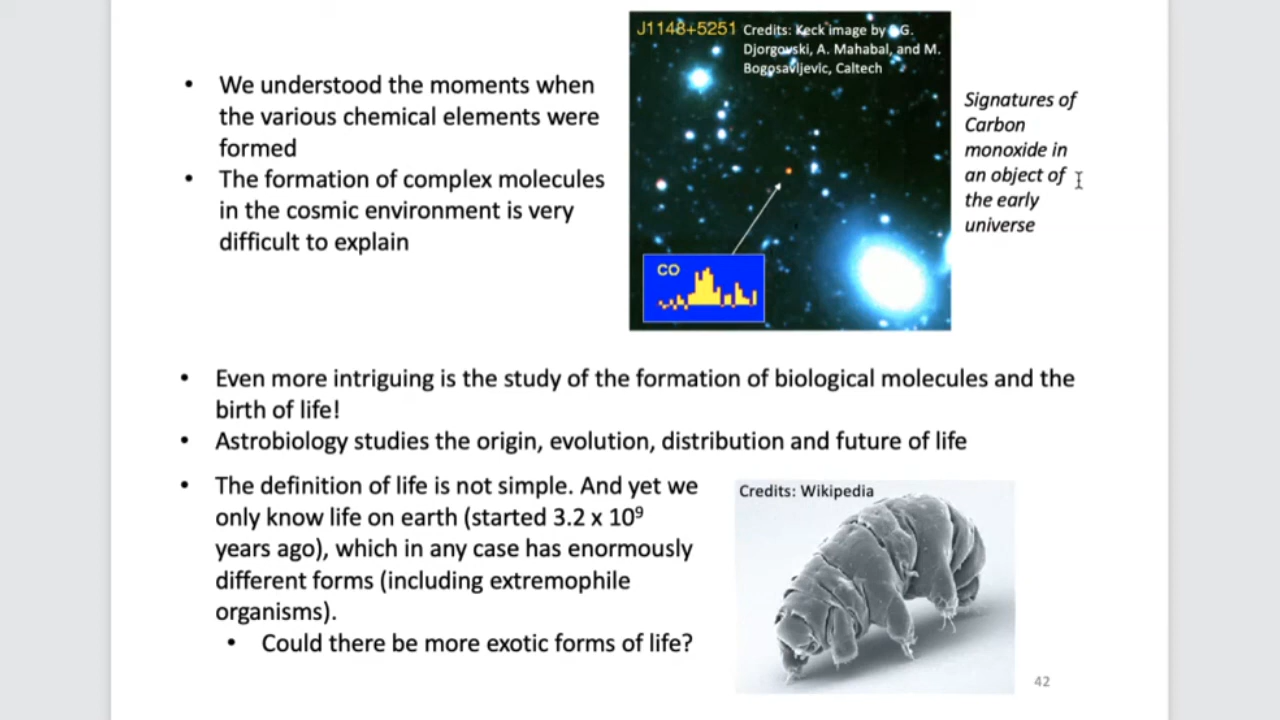 • We understood the moments when
the various chemical elements were
formed
• The formation of complex molecules
in the cosmic environment is very
difficult to explain
J1148+5251
Credits: Keck image by G.
Djorgovski, A. Mahabal, and M.
Bogosavljevic, Caltech
CO
Signatures of
Carbon
monoxide in
an object of
the early
universe
• Even more intriguing is the study of the formation of biological molecules and the
birth of life!
• Astrobiology studies the origin, evolution, distribution and future of life
• The definition of life is not simple. And yet we
only know life on earth (started 3.2 x 10⁹
years ago), which in any case has enormously
different forms (including extremophile
organisms).
• Could there be more exotic forms of life?
Credits: Wikipedia
42